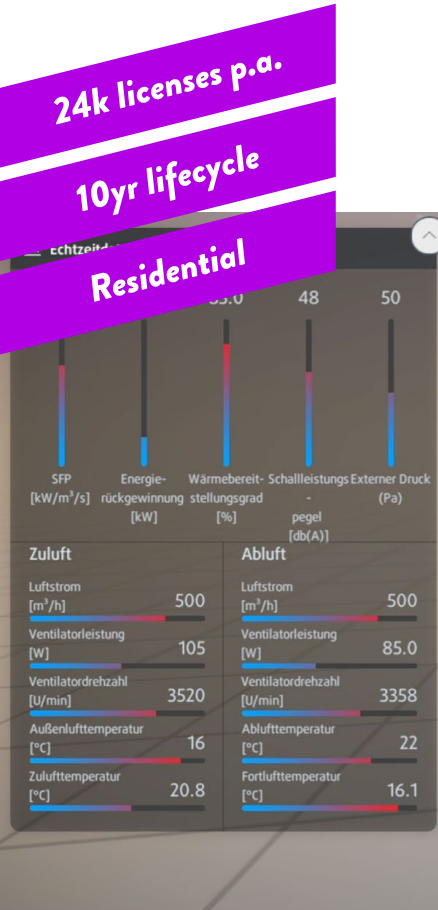 24k licenses p.a.
10yr lifecycle
Residential
48
50
SFP
[kW/m³/s]
Energie-
rückgewinnung
[kW]
Wärmebereit-
stellungsgrad
[%]
Schallleistungs
-
pegel
[db(A)]
Externer Druck
(Pa)
Zuluft
Luftstrom
[m³/h]
500
Ventilatorleistung
[W]
105
Ventilatordrehzahl
[U/min]
3520
Außenlufttemperatur
[°C]
16
Zulufttemperatur
[°C]
20.8
Abluft
Luftstrom
[m³/h]
500
Ventilatorleistung
[W]
85.0
Ventilatordrehzahl
[U/min]
3358
Ablufttemperatur
[°C]
22
Fortlufttemperatur
[°C]
16.1